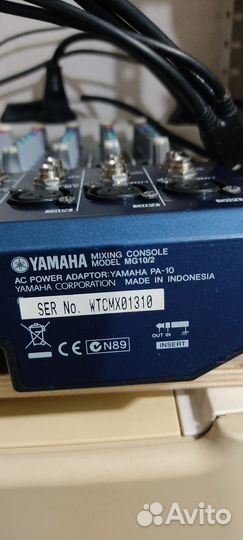 YAMAHA MIXING CONSOLE MODEL MG10/2
AC POWER ADAPTOR:YAMAHA PA-10
YAMAHA CORPORATION MADE IN INDONESIA
SER No. WTCMX01310
CE N89
OUT IN
INSERT
Avito